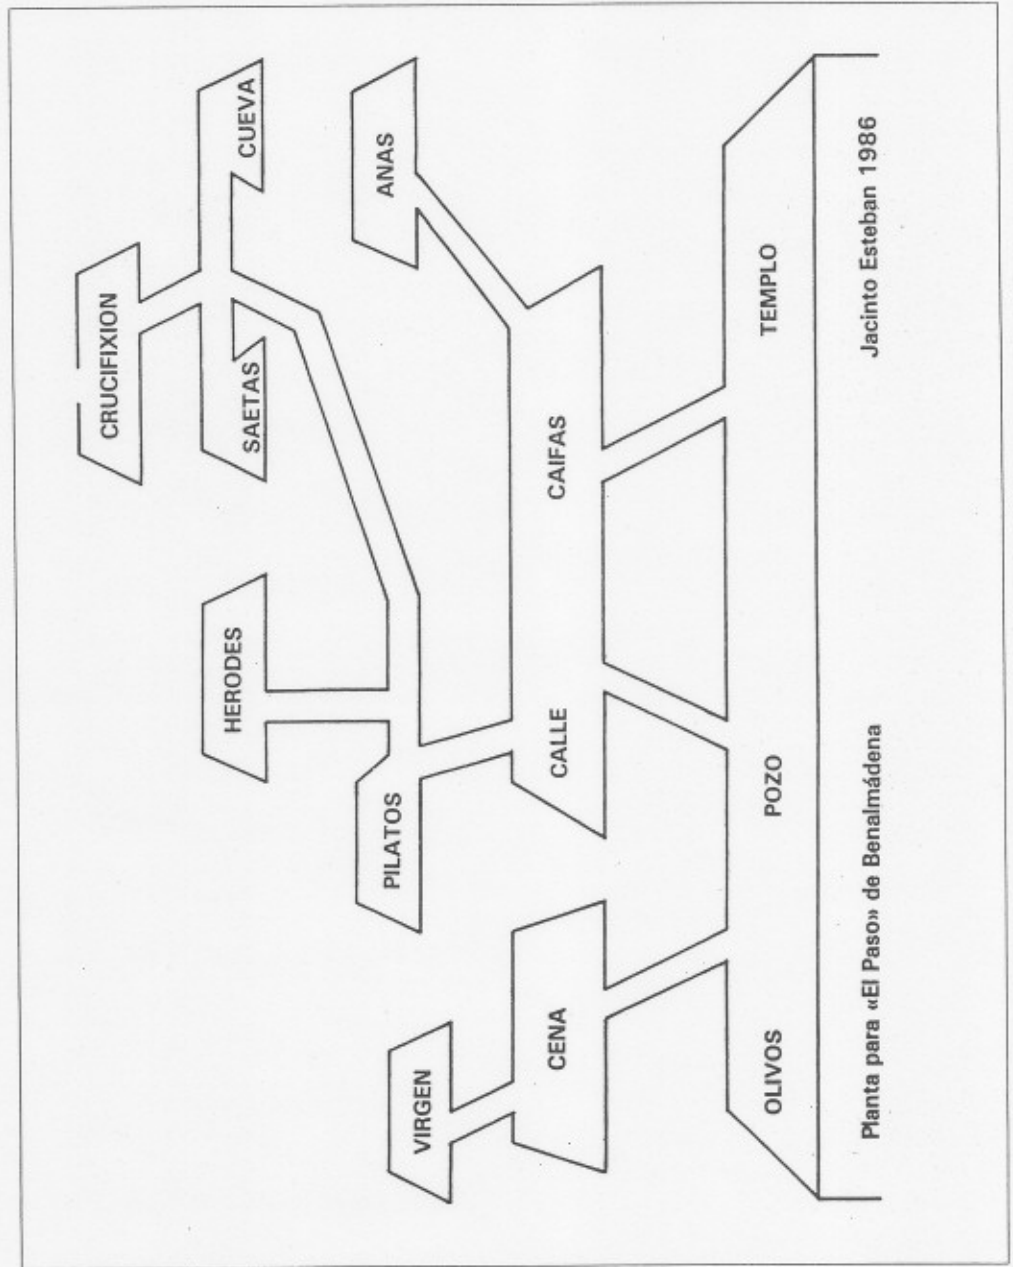 CRUCIFIXION
SAETAS
CUEVA
HERODES
ANAS
PILATOS
VIRGEN
CENA
CALLE
CAIFAS
OLIVOS
POZO
TEMPLO
Planta para «El Paso» de Benalmádena
Jacinto Esteban 1986